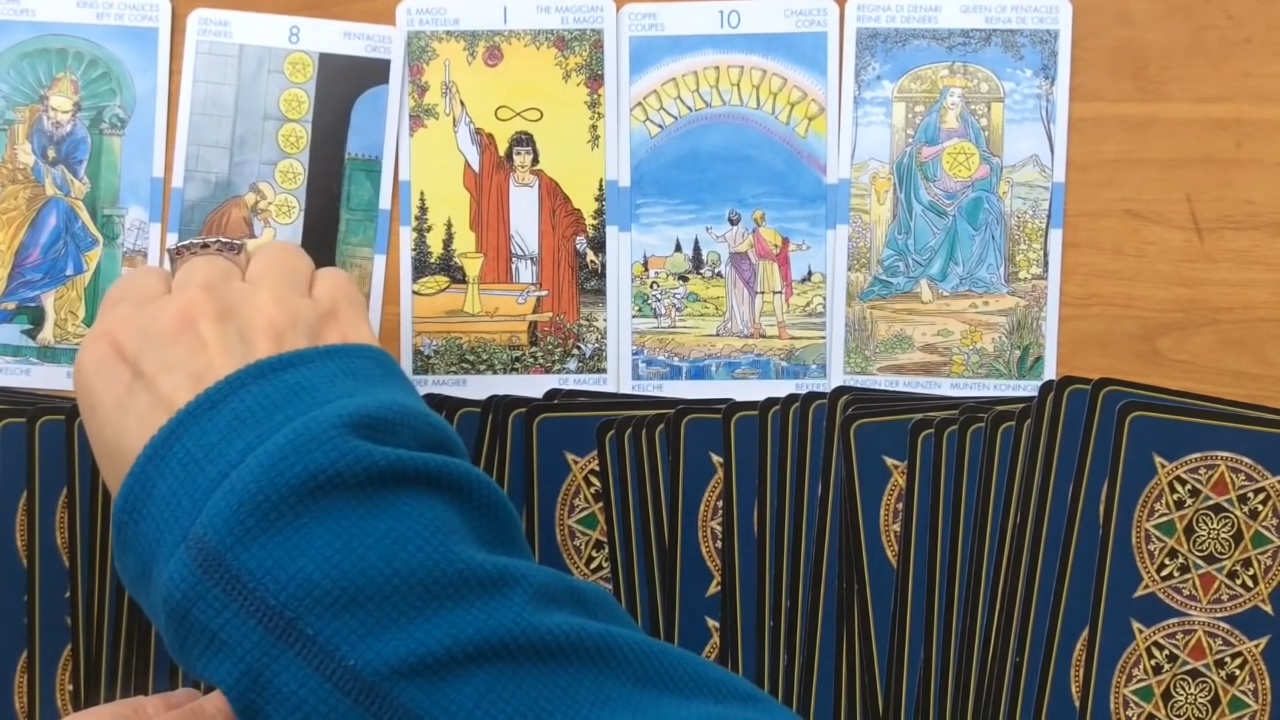 COPPE
COUPES
KING OF CHALICES
REY DE COPAS
KELCHE
DENARI
DENIERS
8
PENTACLES
OROS
IL MAGO
LE BATELEUR
I
THE MAGICIAN
EL MAGO
DER MAGIER
DE MAGIER
COPPE
COUPES
10
CHALICES
COPAS
KELCHE
BEKERS
REGINA DI DENARI
REINE DE DENIERS
QUEEN OF PENTACLES
REINA DE OROS
KÖNIGIN DER MÜNZEN
MUNTEN KONINGIN